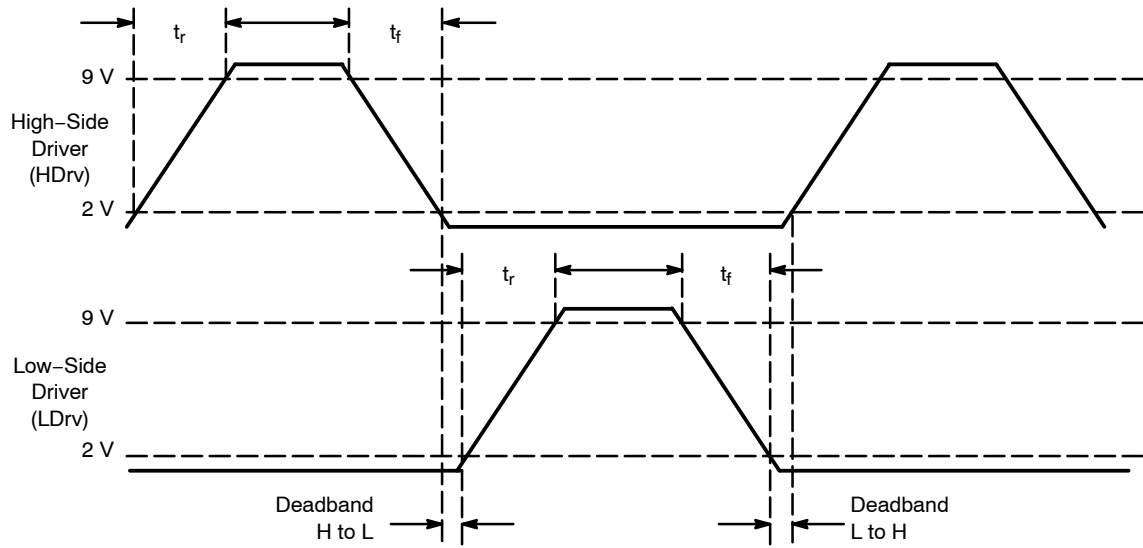 tr
tf
9 V
High−Side
Driver
(HDrv)
2 V
tr
tf
9 V
Low−Side
Driver
(LDrv)
2 V
Deadband
H to L
Deadband
L to H